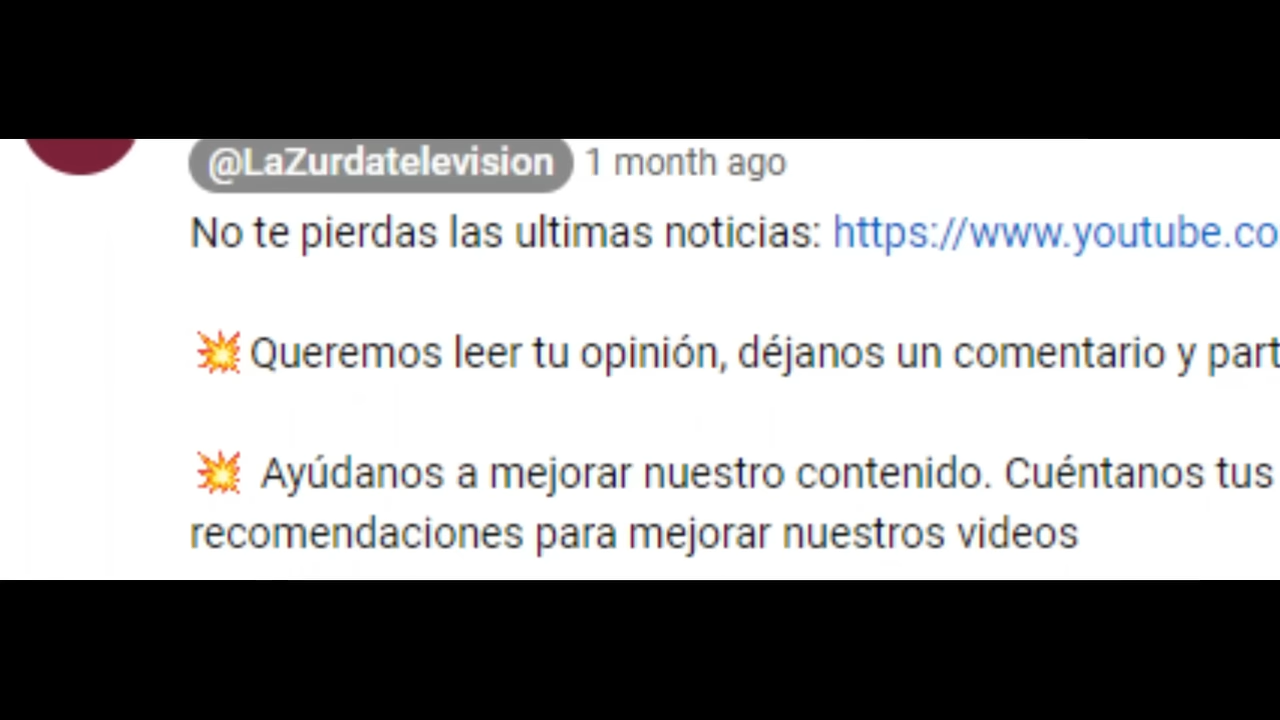 @LaZurdatelevision 1 month ago
No te pierdas las ultimas noticias: https://www.youtube.co
💥Queremos leer tu opinión, déjanos un comentario y part
💥 Ayúdanos a mejorar nuestro contenido. Cuéntanos tus
recomendaciones para mejorar nuestros videos